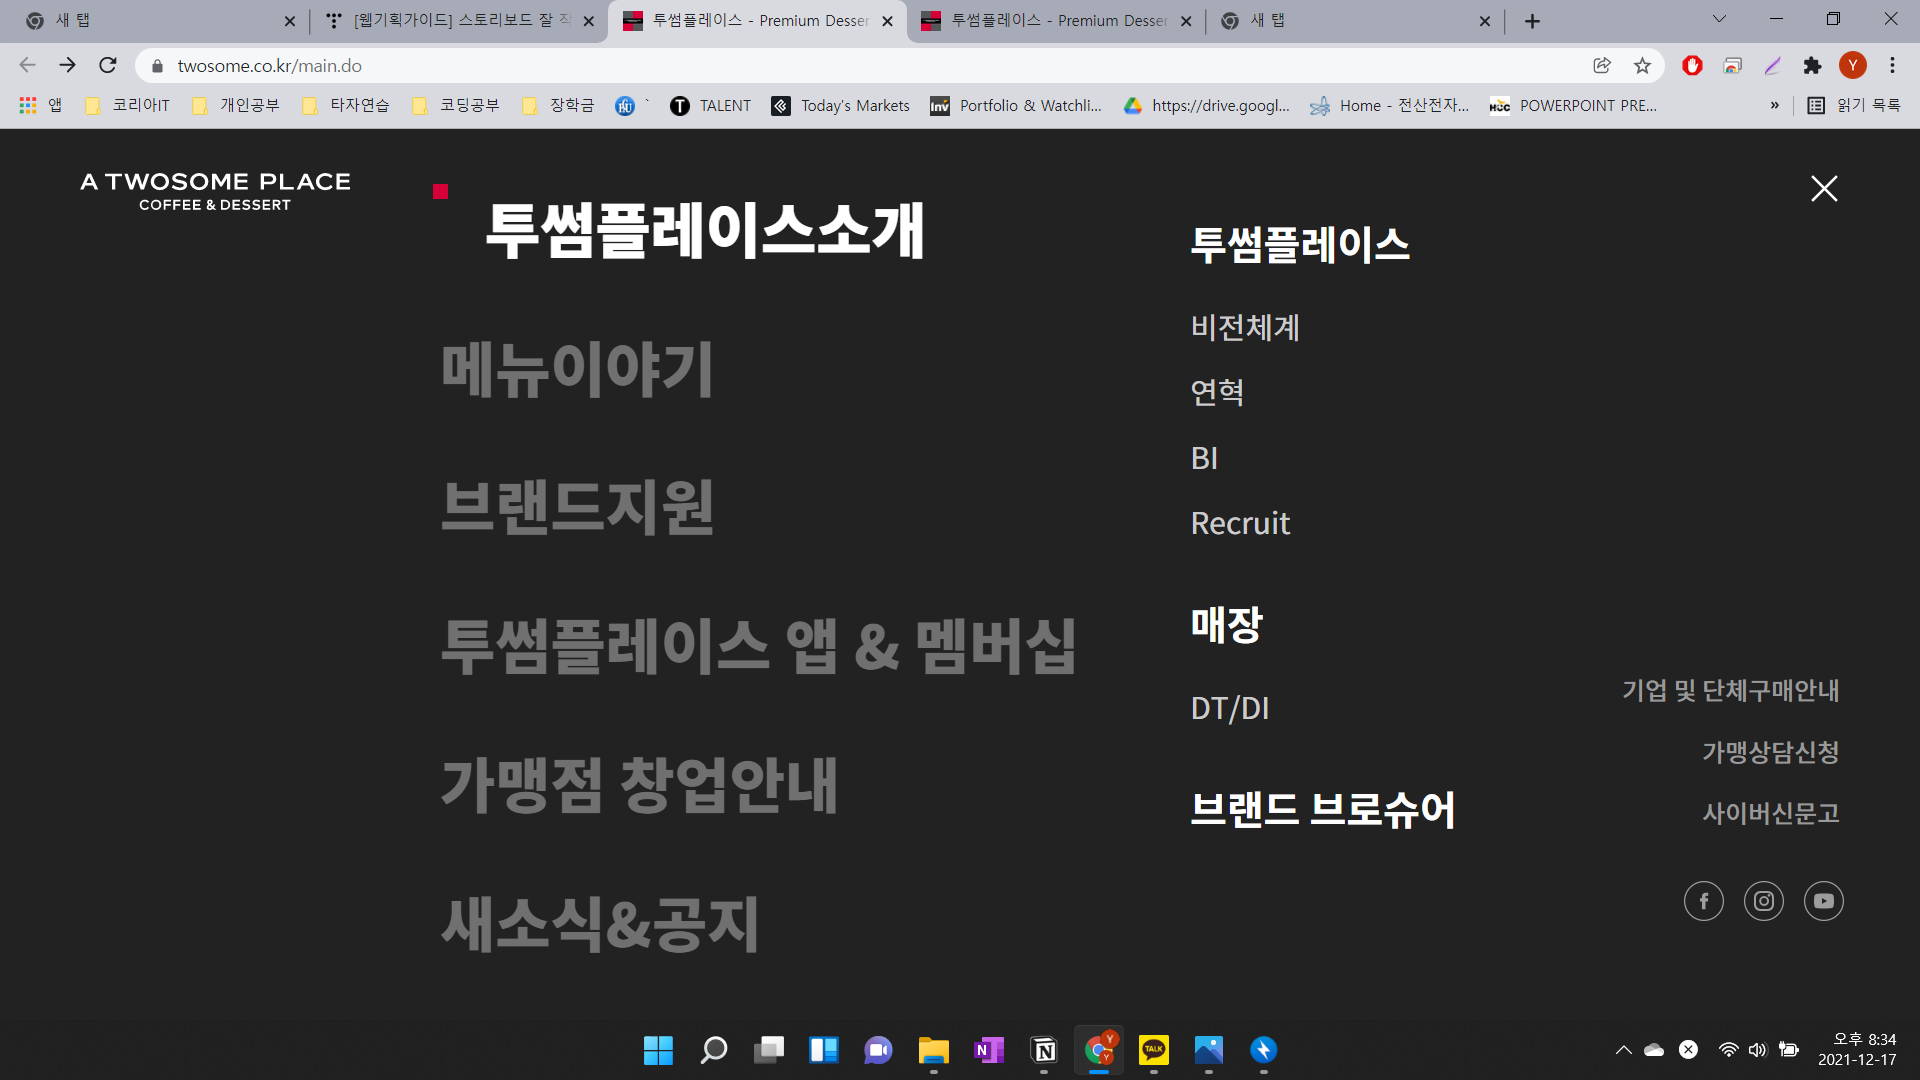 새 탭
[웹기획가이드] 스토리보드 잘 작
투썸플레이스 - Premium Desser
투썸플레이스 - Premium Desser
새 탭
twosome.co.kr/main.do
Y
앱
코리아IT
개인공부
타자연습
코딩공부
장학금
`
TALENT
Today's Markets
Inv
Portfolio & Watchli...
https://drive.googl...
Home - 전산전자...
POWERPOINT PRE...
»
읽기 목록
A TWOSOME PLACE
COFFEE & DESSERT
투썸플레이스소개
메뉴이야기
브랜드지원
투썸플레이스 앱 & 멤버십
가맹점 창업안내
새소식&공지
투썸플레이스
비전체계
연혁
BI
Recruit
매장
DT/DI
브랜드 브로슈어
기업 및 단체구매안내
가맹상담신청
사이버신문고
TALK
오후 8:34
2021-12-17